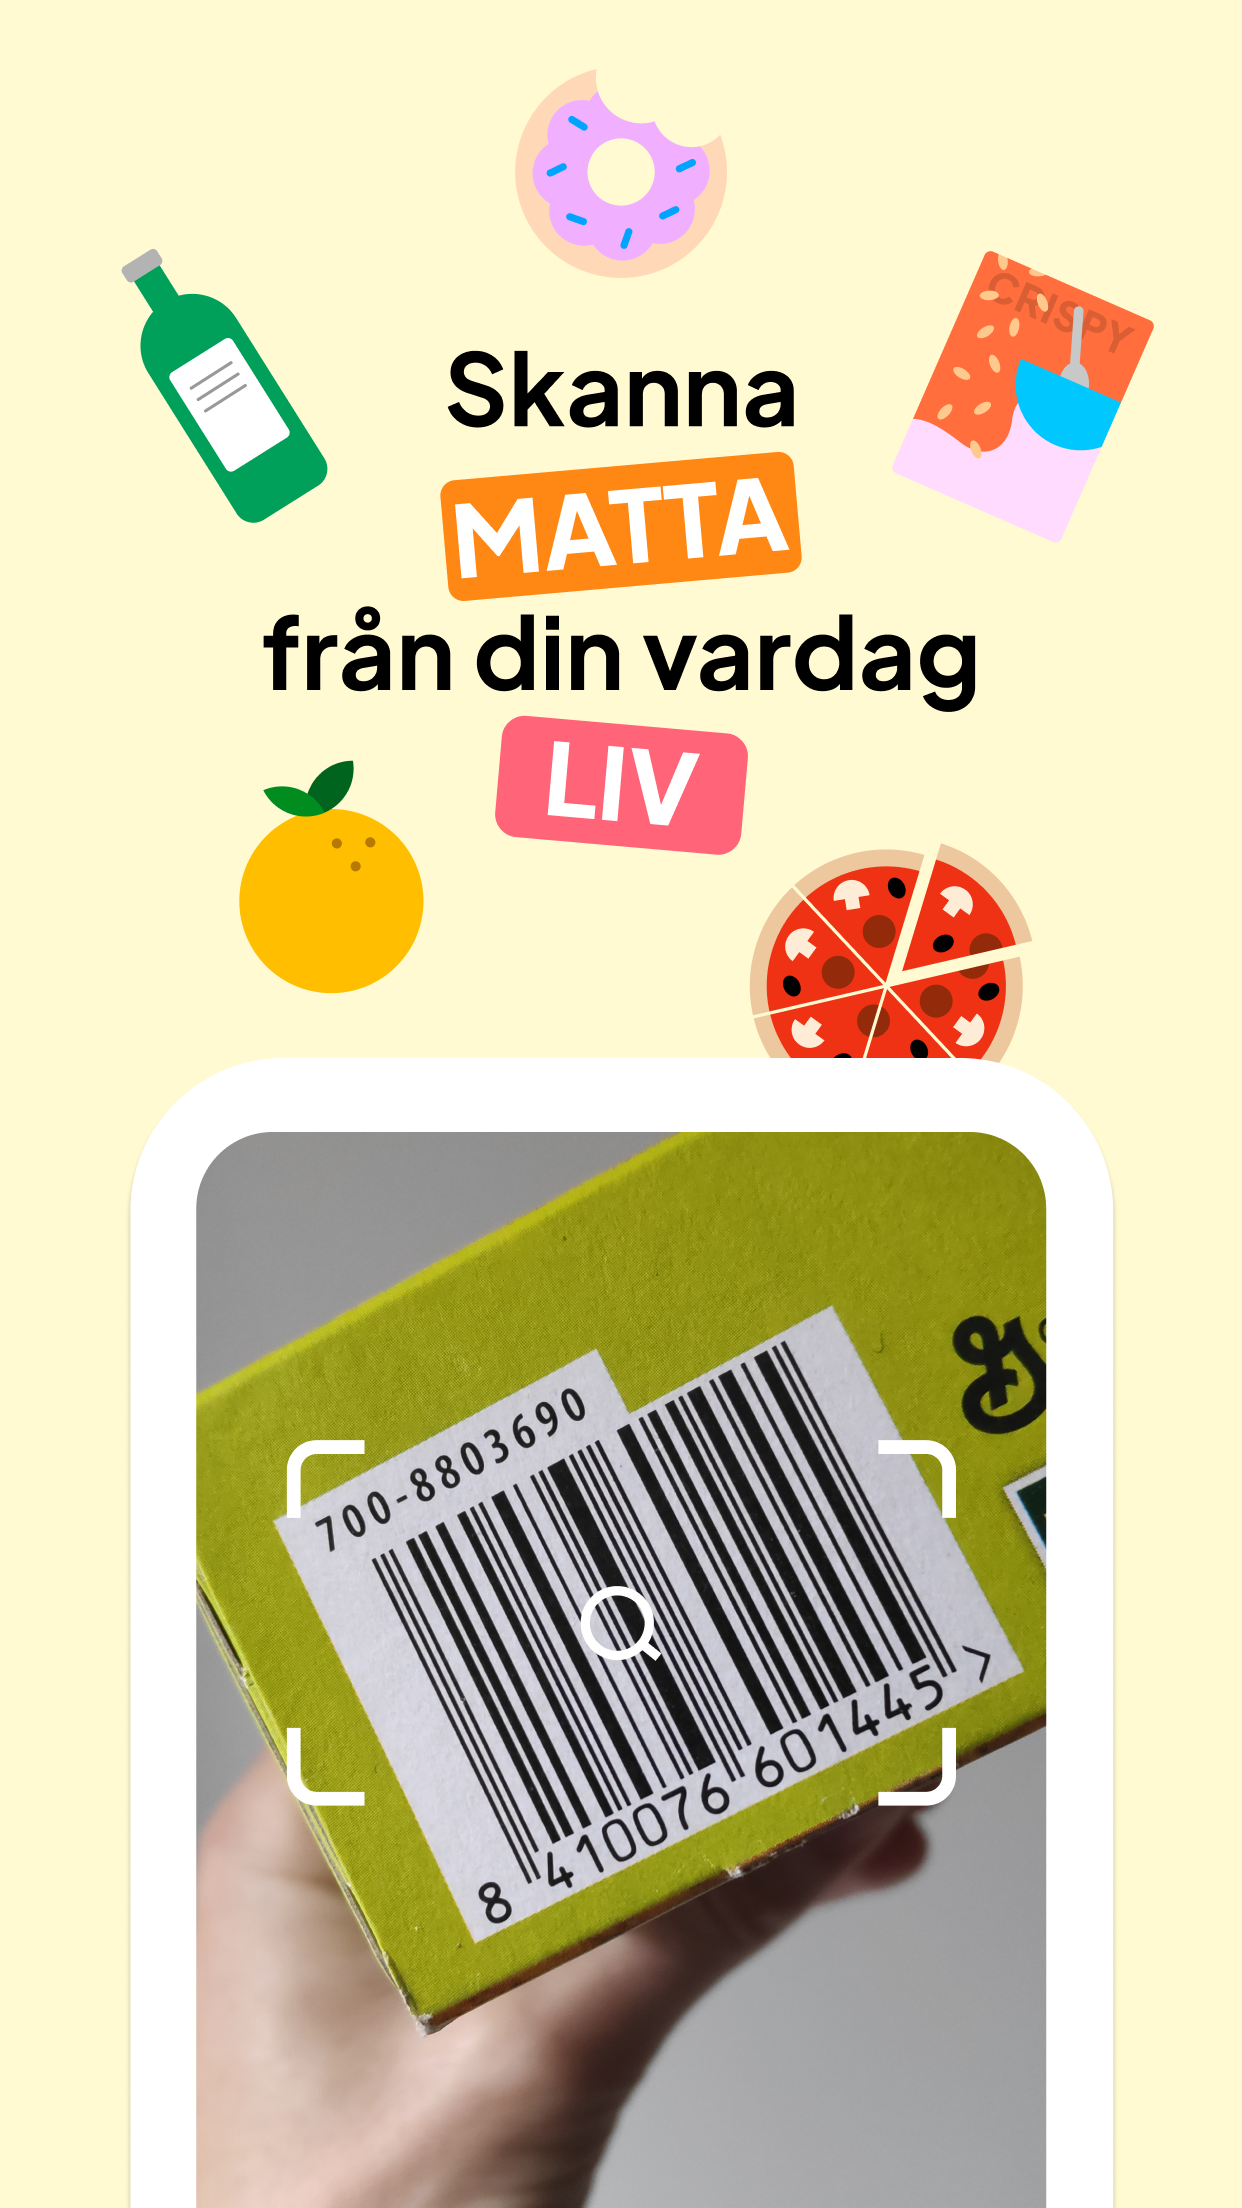 CRISPY
Skanna
MATTA
från din vardag
LIV
700-8803690
8 410076 601445 >